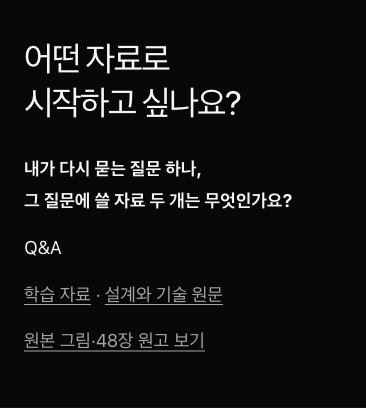 어떤 자료로
시작하고 싶나요?
내가 다시 묻는 질문 하나,
그 질문에 쓸 자료 두 개는 무엇인가요?
Q&A
학습 자료 · 설계와 기술 원문
원본 그림·48장 원고 보기